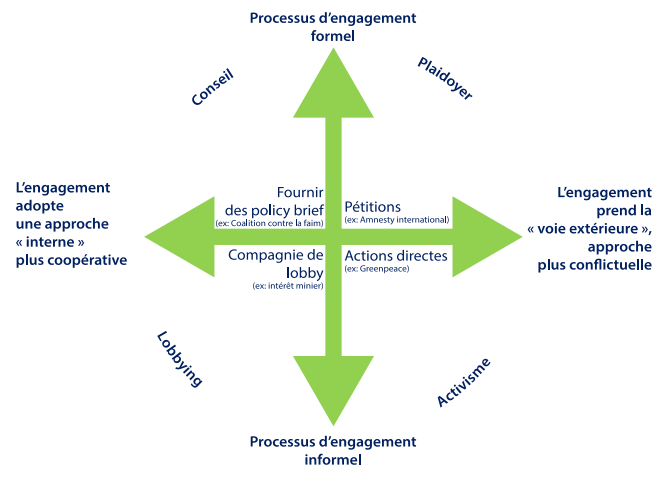 Processus d’engagement
formel
Conseil
Plaidoyer
L’engagement
adopte
une approche
« interne »
plus coopérative
Fournir
des policy brief
(ex: Coalition contre la faim)
Pétitions
(ex: Amnesty international)
L’engagement
prend la
« voie extérieure »,
approche
plus conflictuelle
Compagnie de
lobby
(ex: intérêt minier)
Actions directes
(ex: Greenpeace)
Lobbying
Activisme
Processus d’engagement
informel